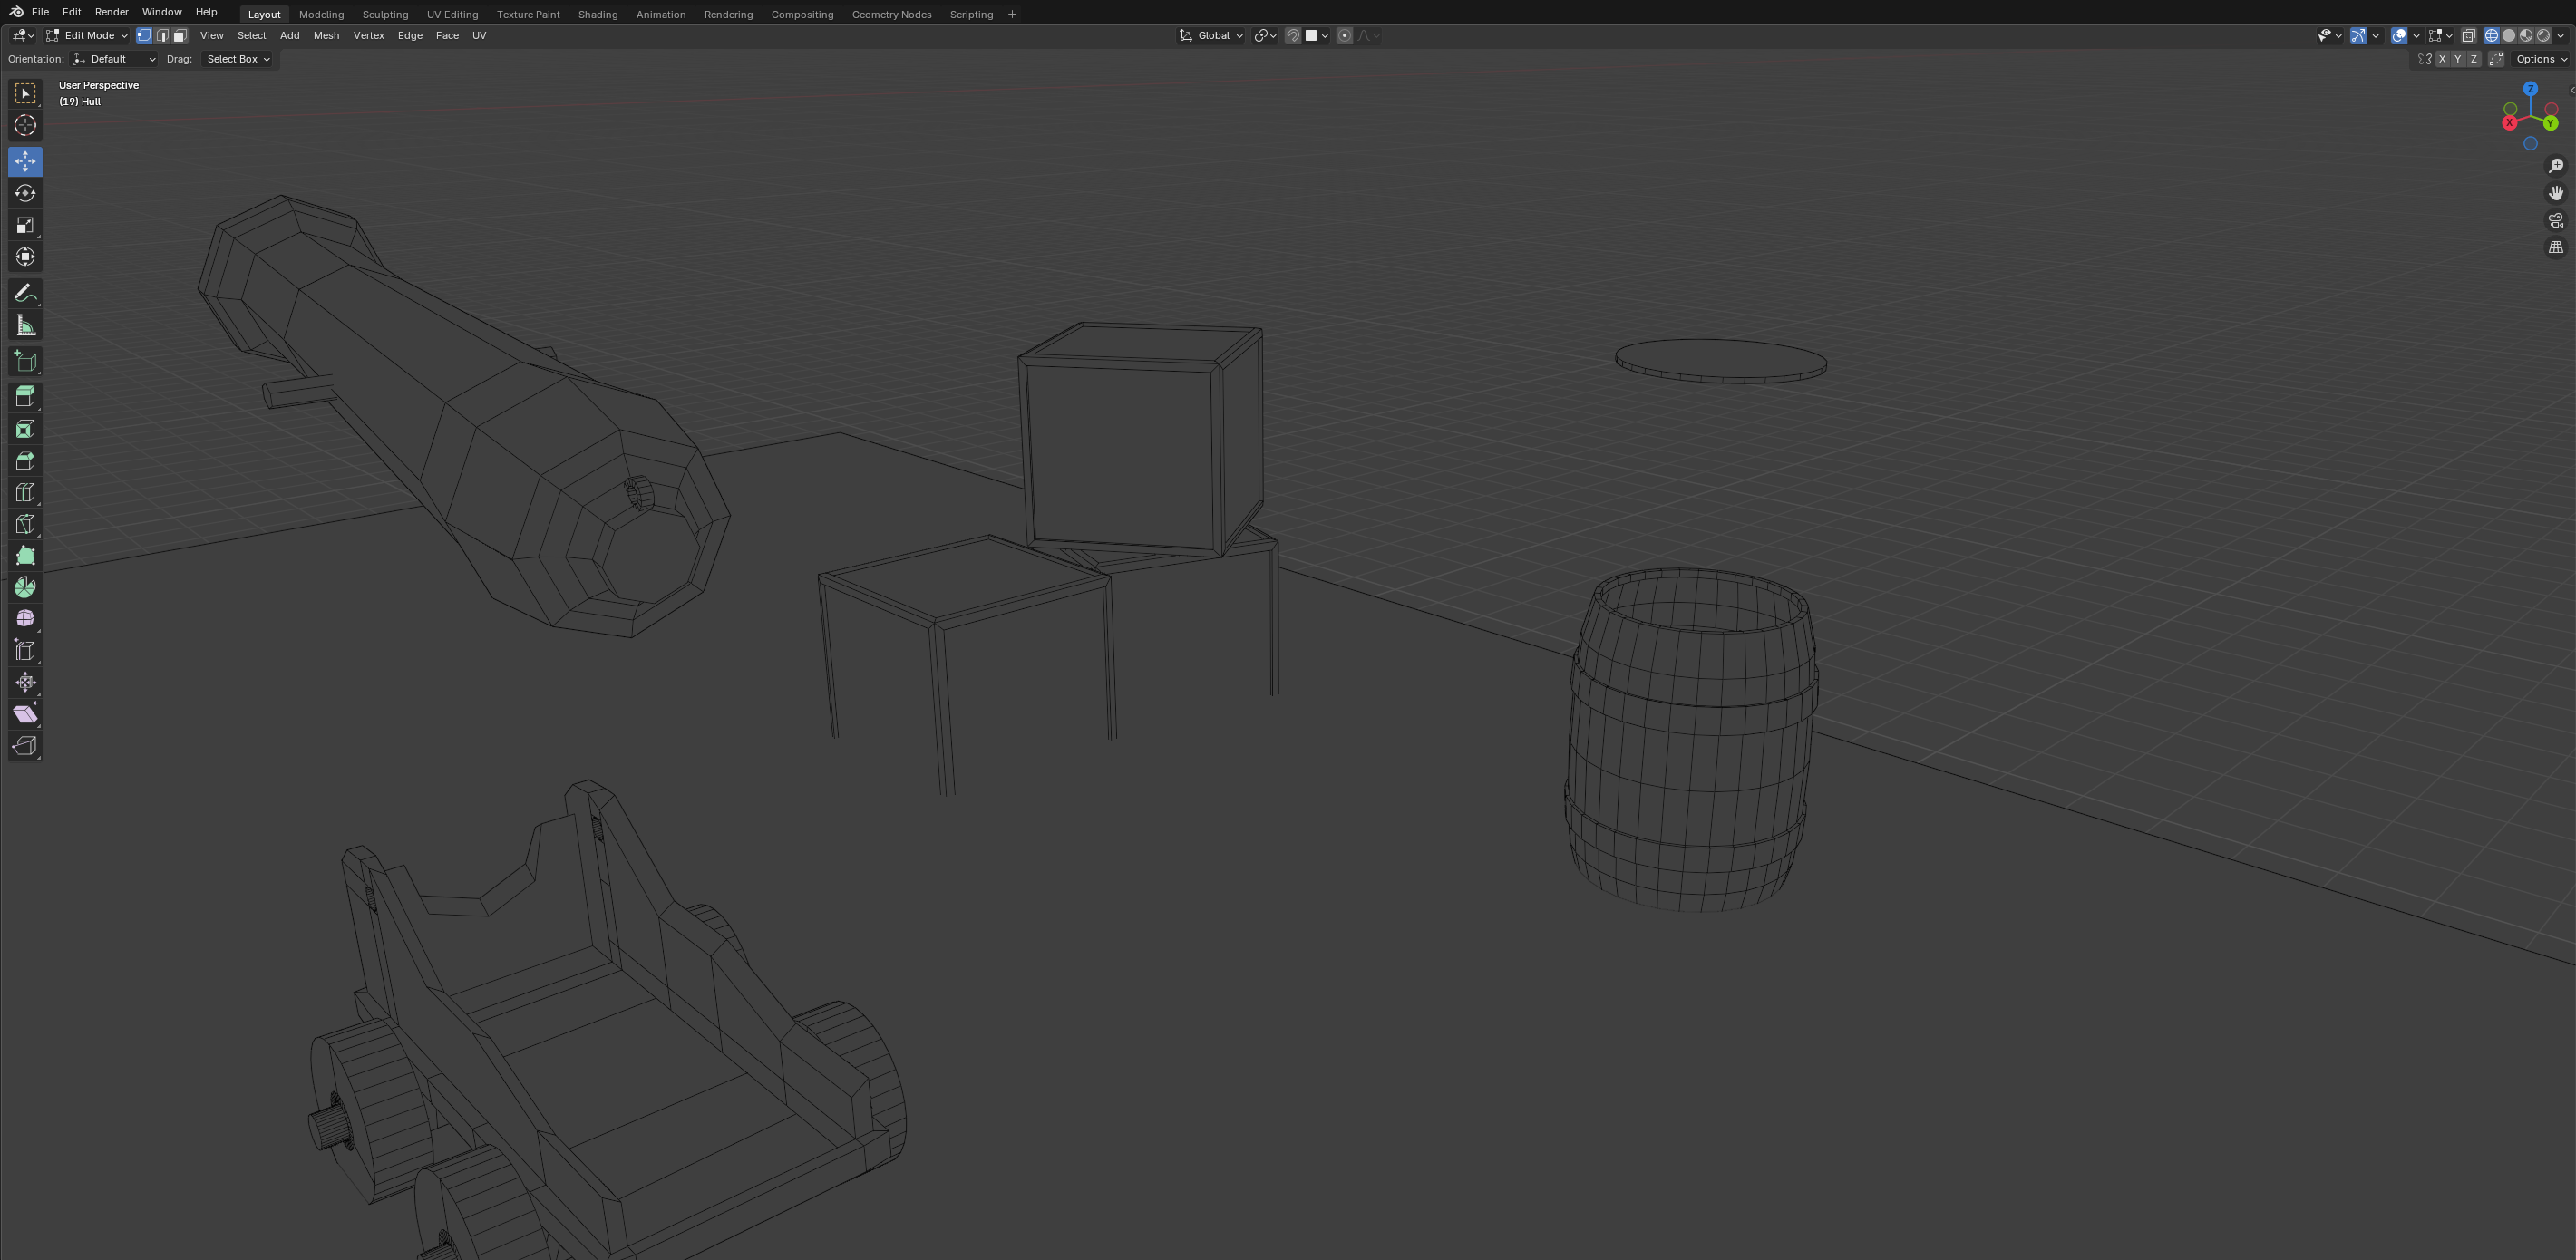 File Edit Render Window Help Layout Modeling Sculpting UV Editing Texture Paint Shading Animation Rendering Compositing Geometry Nodes Scripting +
Edit Mode View Select Add Mesh Vertex Edge Face UV Global
Orientation: Default Drag: Select Box X Y Z Options
User Perspective
(19) Hull
Z
X Y